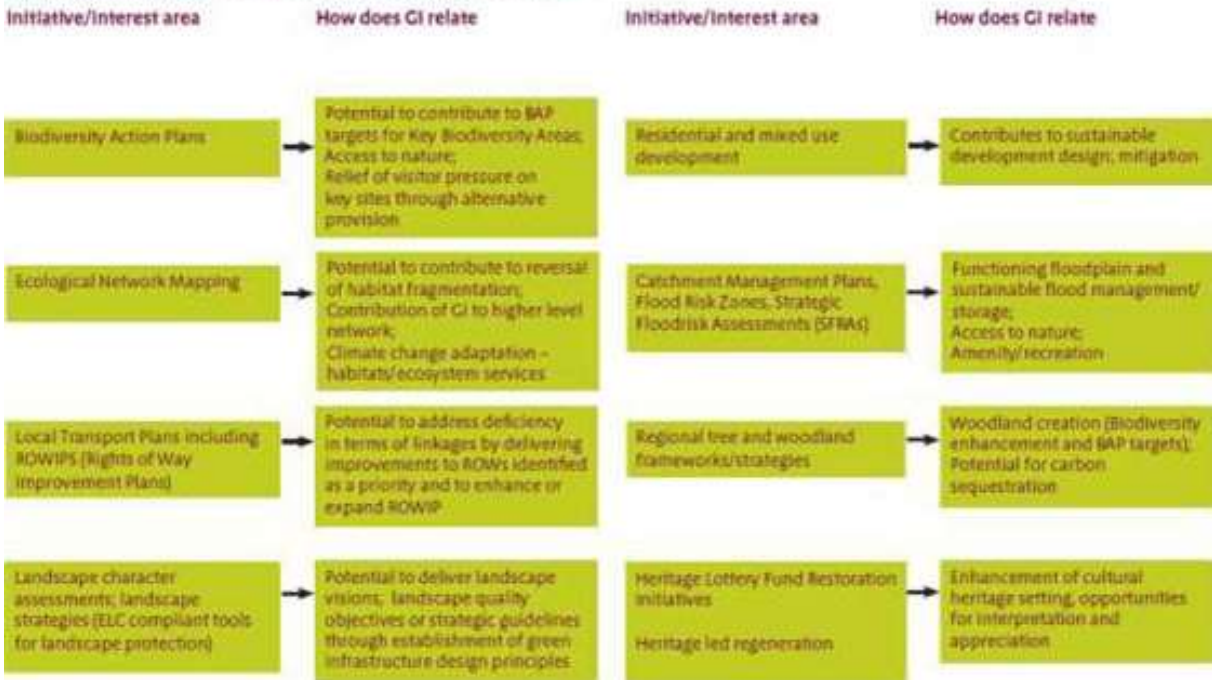 Initiative/interest area
How does GI relate
Initiative/interest area
How does GI relate
Biodiversity Action Plans
Potential to contribute to BAP
targets for Key Biodiversity Areas;
Access to nature;
Relief of visitor pressure on
key sites through alternative
provision
Residential and mixed use
development
Contributes to sustainable
development design; mitigation
Ecological Network Mapping
Potential to contribute to reversal
of habitat fragmentation;
Contribution of GI to higher level
network;
Climate change adaptation –
habitats/ecosystem services
Catchment Management Plans,
Flood Risk Zones, Strategic
Floodrisk Assessments (SFRAs)
Functioning floodplain and
sustainable flood management/
storage;
Access to nature;
Amenity/recreation
Local Transport Plans including
ROWIPS (Rights of Way
Improvement Plans)
Potential to address deficiency
in terms of linkages by delivering
improvements to ROWs identified
as a priority and to enhance or
expand ROWIP
Regional tree and woodland
frameworks/strategies
Woodland creation (Biodiversity
enhancement and BAP targets);
Potential for carbon
sequestration
Landscape character
assessments; landscape
strategies (ELC compliant tools
for landscape protection)
Potential to deliver landscape
visions, landscape quality
objectives or strategic guidelines
through establishment of green
infrastructure design principles
Heritage Lottery Fund Restoration
initiatives
Heritage led regeneration
Enhancement of cultural
heritage setting, opportunities
for interpretation and
appreciation